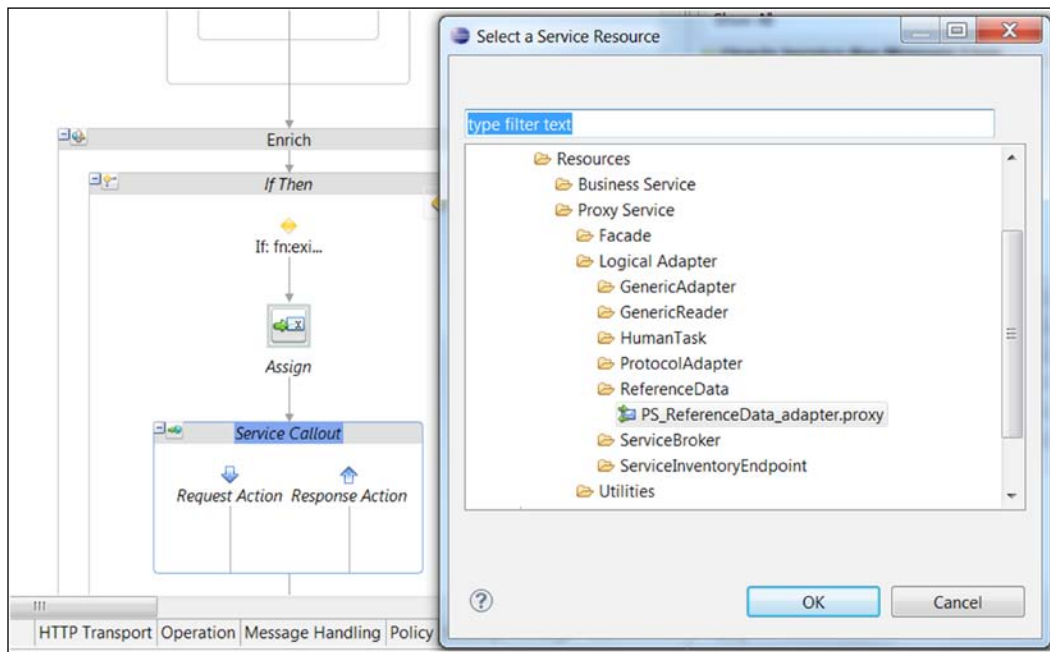 Enrich
If Then
If: fn:exi...
Assign
Service Callout
Request Action Response Action
HTTP Transport Operation Message Handling Policy
Select a Service Resource
type filter text
Resources
Business Service
Proxy Service
Facade
Logical Adapter
GenericAdapter
GenericReader
HumanTask
ProtocolAdapter
ReferenceData
PS_ReferenceData_adapter.proxy
ServiceBroker
ServiceInventoryEndpoint
Utilities
OK Cancel